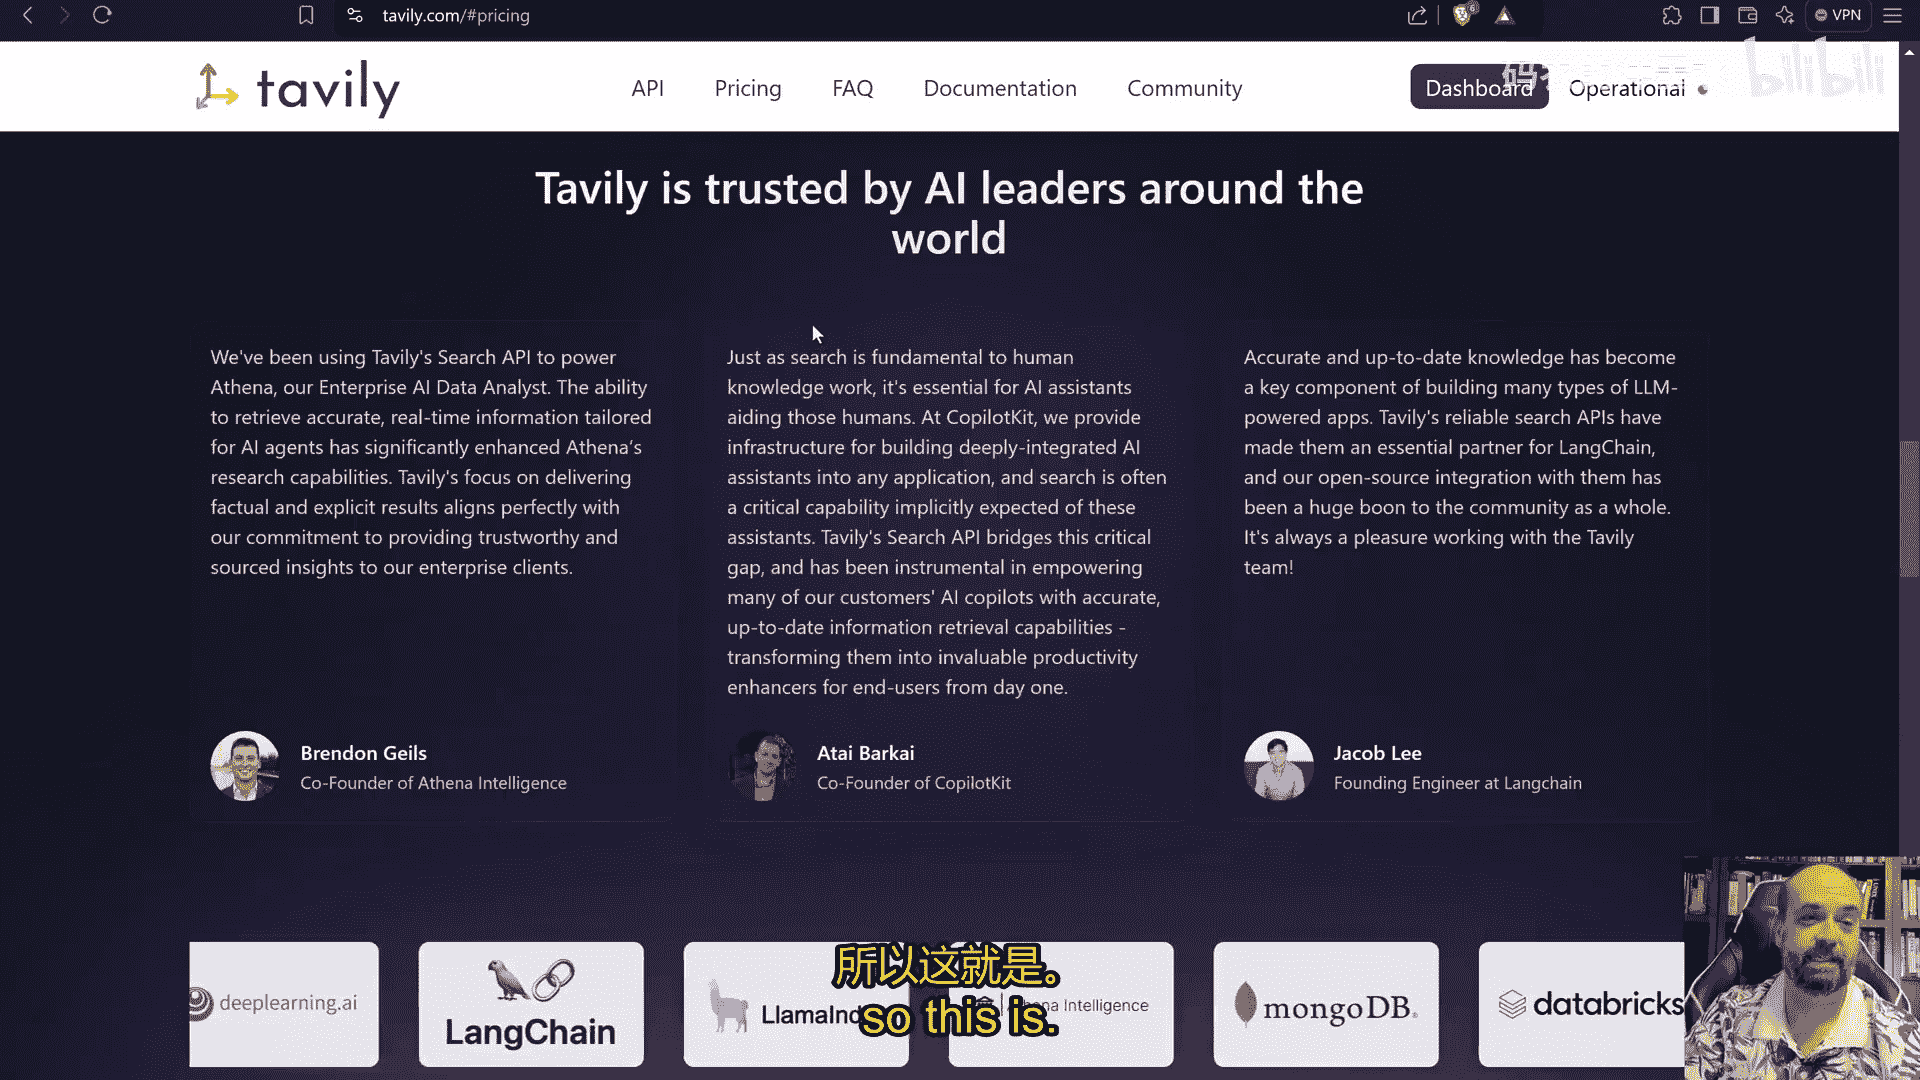 tavily.com/#pricing
6
VPN
tavily
API
Pricing
FAQ
Documentation
Community
Dashboard
Operational
码
bilibili
Tavily is trusted by AI leaders around the
world
We've been using Tavily's Search API to power
Athena, our Enterprise AI Data Analyst. The ability
to retrieve accurate, real-time information tailored
for AI agents has significantly enhanced Athena’s
research capabilities. Tavily's focus on delivering
factual and explicit results aligns perfectly with
our commitment to providing trustworthy and
sourced insights to our enterprise clients.
Brendon Geils
Co-Founder of Athena Intelligence
Just as search is fundamental to human
knowledge work, it's essential for AI assistants
aiding those humans. At CopilotKit, we provide
infrastructure for building deeply-integrated AI
assistants into any application, and search is often
a critical capability implicitly expected of these
assistants. Tavily's Search API bridges this critical
gap, and has been instrumental in empowering
many of our customers' AI copilots with accurate,
up-to-date information retrieval capabilities -
transforming them into invaluable productivity
enhancers for end-users from day one.
Atai Barkai
Co-Founder of CopilotKit
Accurate and up-to-date knowledge has become
a key component of building many types of LLM-
powered apps. Tavily's reliable search APIs have
made them an essential partner for LangChain,
and our open-source integration with them has
been a huge boon to the community as a whole.
It's always a pleasure working with the Tavily
team!
Jacob Lee
Founding Engineer at Langchain
deeplearning.ai
LangChain
Intelligence
mongoDB.
databricks
所以这就是。
so this is.